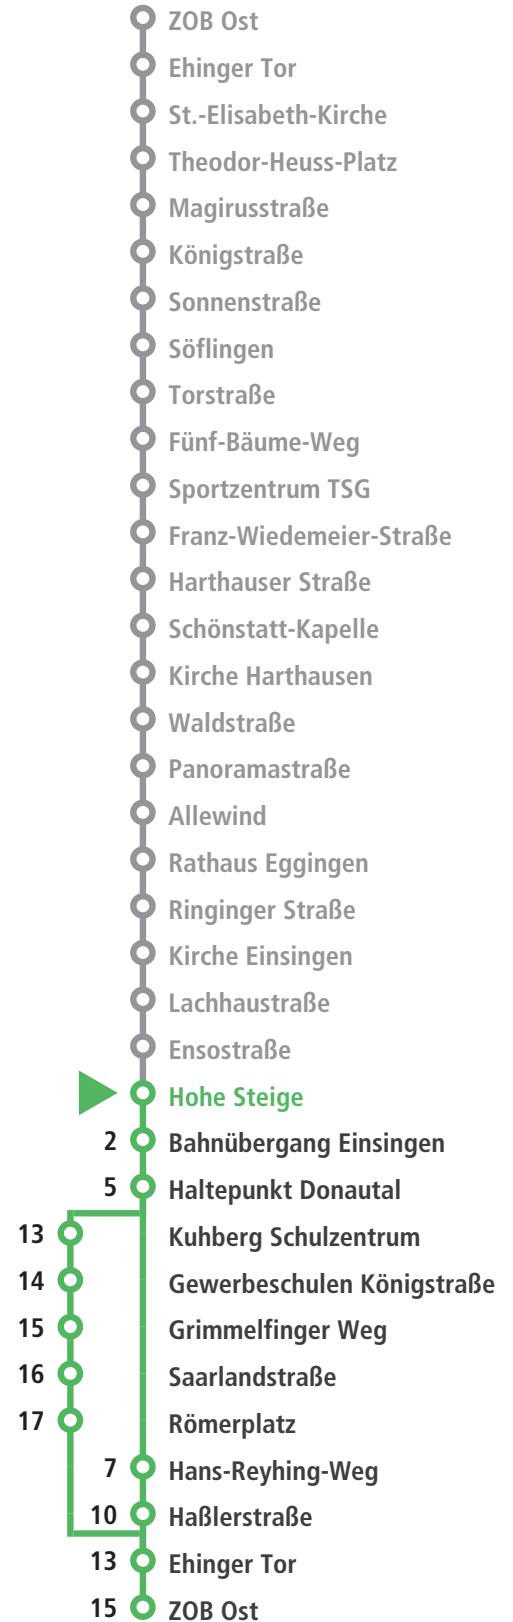 ZOB Ost
Ehinger Tor
St.-Elisabeth-Kirche
Theodor-Heuss-Platz
Magirusstraße
Königstraße
Sonnenstraße
Söflingen
Torstraße
Fünf-Bäume-Weg
Sportzentrum TSG
Franz-Wiedemeier-Straße
Harthauser Straße
Schönstatt-Kapelle
Kirche Harthausen
Waldstraße
Panoramastraße
Allewind
Rathaus Eggingen
Ringinger Straße
Kirche Einsingen
Lachhaustraße
Ensostraße
Hohe Steige
2 Bahnübergang Einsingen
5 Haltepunkt Donautal
13 Kuhberg Schulzentrum
14 Gewerbeschulen Königstraße
15 Grimmelfinger Weg
16 Saarlandstraße
17 Römerplatz
7 Hans-Reyhing-Weg
10 Haßlerstraße
13 Ehinger Tor
15 ZOB Ost